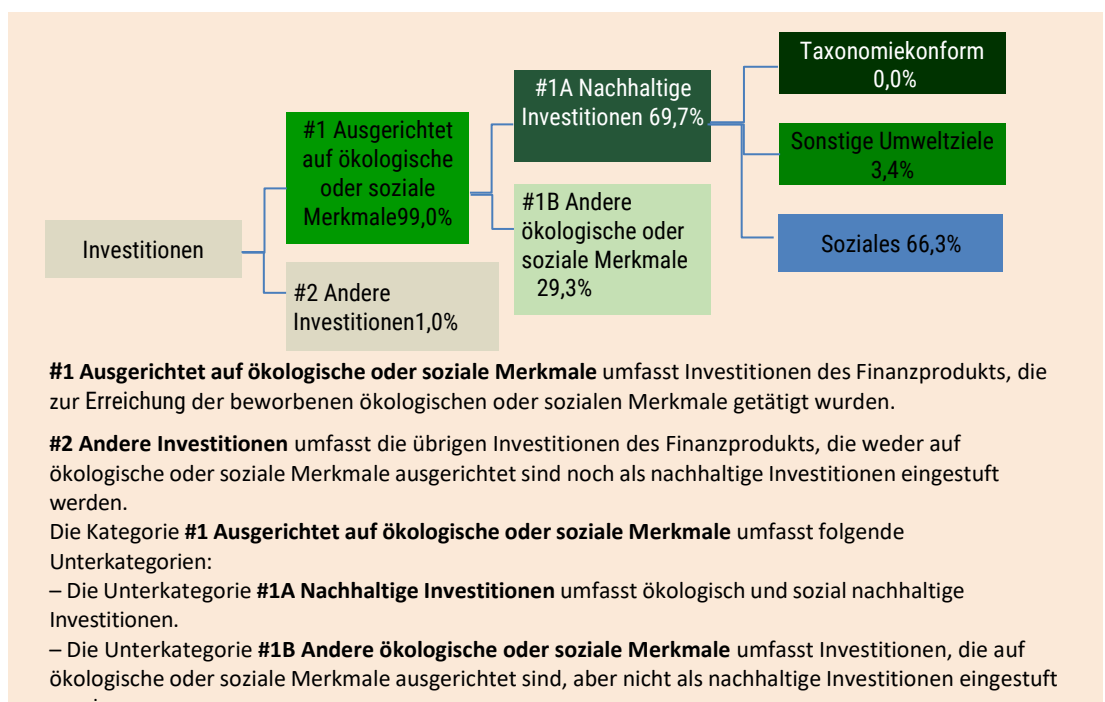 Taxonomiekonform
0,0%
#1A Nachhaltige
Investitionen 69,7%
#1 Ausgerichtet
auf ökologische
oder soziale
Merkmale99,0%
Sonstige Umweltziele
3,4%
#1B Andere
ökologische oder
soziale Merkmale
29,3%
Soziales 66,3%
Investitionen
#2 Andere
Investitionen1,0%
#1 Ausgerichtet auf ökologische oder soziale Merkmale umfasst Investitionen des Finanzprodukts, die
zur Erreichung der beworbenen ökologischen oder sozialen Merkmale getätigt wurden.
#2 Andere Investitionen umfasst die übrigen Investitionen des Finanzprodukts, die weder auf
ökologische oder soziale Merkmale ausgerichtet sind noch als nachhaltige Investitionen eingestuft
werden.
Die Kategorie #1 Ausgerichtet auf ökologische oder soziale Merkmale umfasst folgende
Unterkategorien:
– Die Unterkategorie #1A Nachhaltige Investitionen umfasst ökologisch und sozial nachhaltige
Investitionen.
– Die Unterkategorie #1B Andere ökologische oder soziale Merkmale umfasst Investitionen, die auf
ökologische oder soziale Merkmale ausgerichtet sind, aber nicht als nachhaltige Investitionen eingestuft